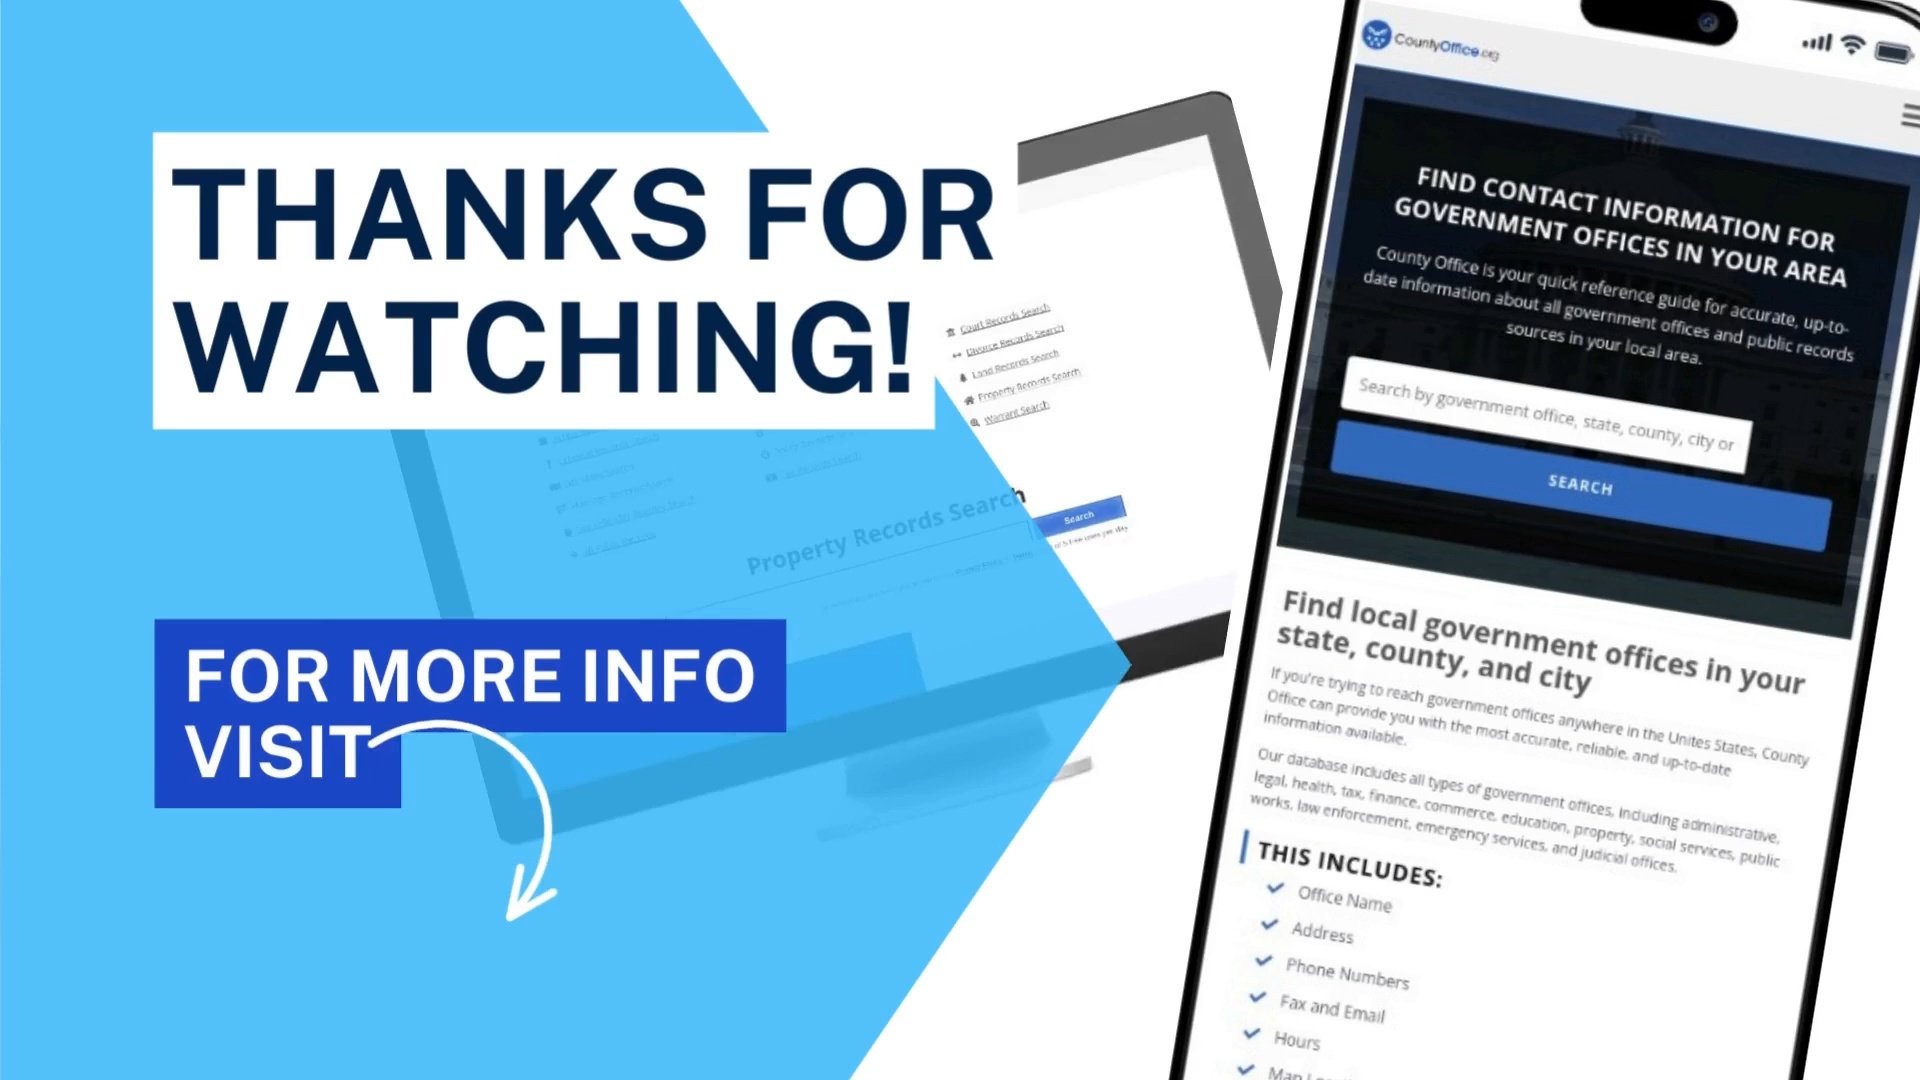 THANKS FOR
WATCHING!
FOR MORE INFO
VISIT
Court Records Search
Divorce Records Search
Land Records Search
Property Records Search
Warrant Search
Property Records Search
Search
CountyOffice.org
FIND CONTACT INFORMATION FOR
GOVERNMENT OFFICES IN YOUR AREA
County Office is your quick reference guide for accurate, up-to-
date information about all government offices and public records
sources in your local area.
Search by government office, state, county, city or
SEARCH
Find local government offices in your
state, county, and city
If you're trying to reach government offices anywhere in the Unites States, County
Office can provide you with the most accurate, reliable, and up-to-date
information available.
Our database includes all types of government offices, including administrative,
legal, health, tax, finance, commerce, education, property, social services, public
works, law enforcement, emergency services, and judicial offices.
THIS INCLUDES:
Office Name
Address
Phone Numbers
Fax and Email
Hours